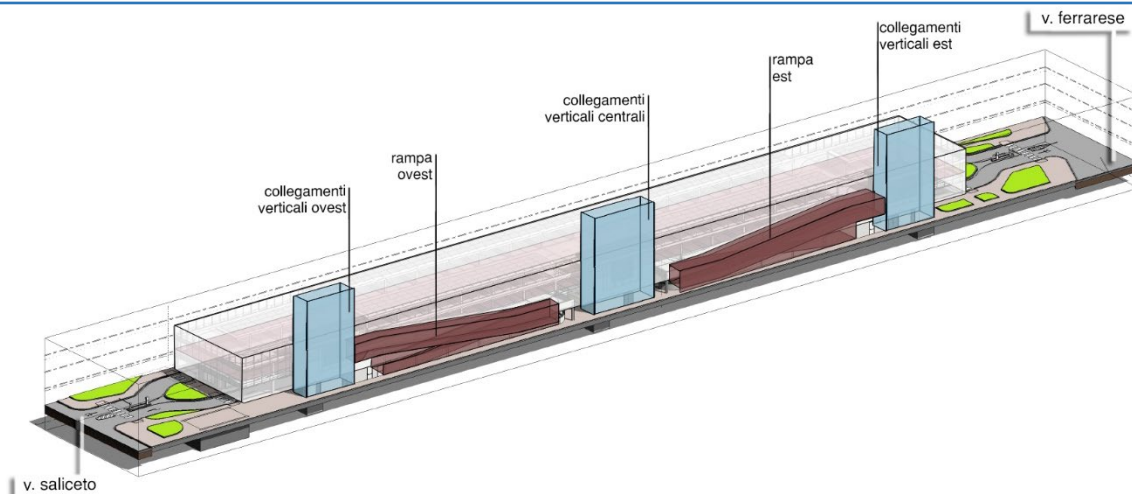 v. ferrarese
collegamenti
verticali est
rampa
est
collegamenti
verticali centrali
rampa
ovest
collegamenti
verticali ovest
v. saliceto